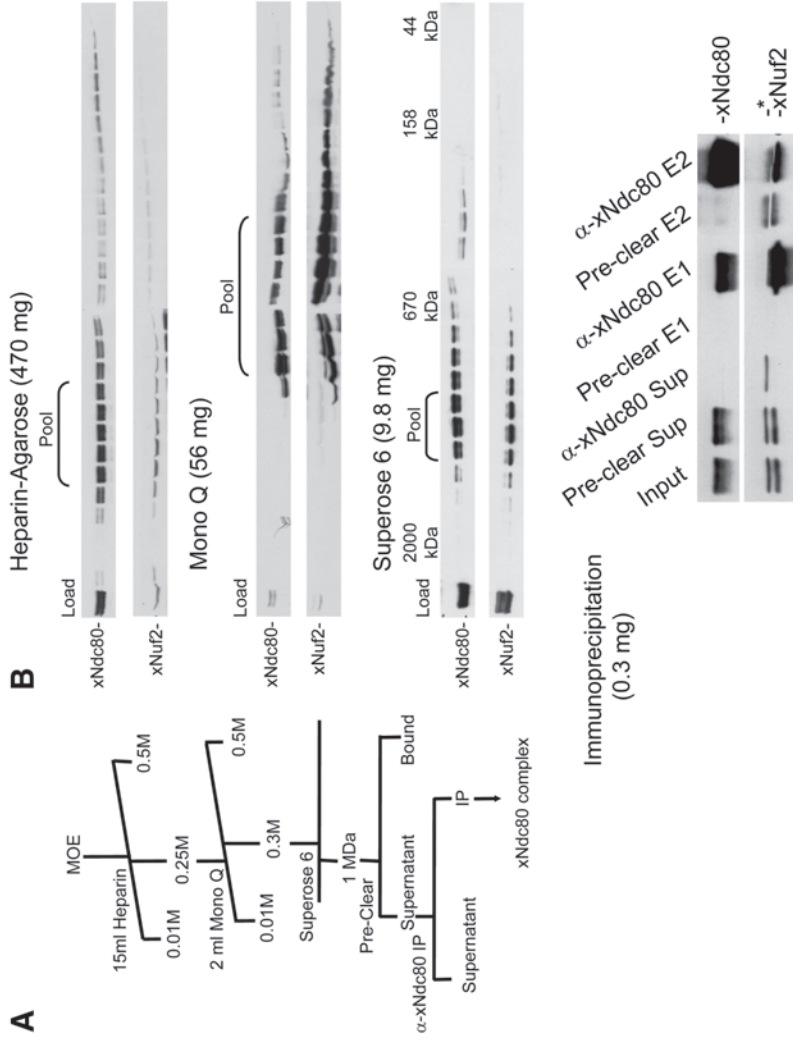 A
MOE
15ml Heparin
0.01M
0.5M
0.25M
2 ml Mono Q
0.01M
0.5M
0.3M
Superose 6
1 MDa
Pre-Clear
Supernatant
Bound
α-xNdc80 IP
Supernatant
IP
xNdc80 complex
B
Heparin-Agarose (470 mg)
Load
Pool
xNdc80-
xNuf2-
Mono Q (56 mg)
Load
Pool
xNdc80-
xNuf2-
Superose 6 (9.8 mg)
Load
2000 kDa
Pool
670 kDa
158 kDa
44 kDa
xNdc80-
xNuf2-
Immunoprecipitation
(0.3 mg)
Input
Pre-clear Sup
α-xNdc80 Sup
Pre-clear E1
α-xNdc80 E1
Pre-clear E2
α-xNdc80 E2
-xNdc80
-*
-xNuf2